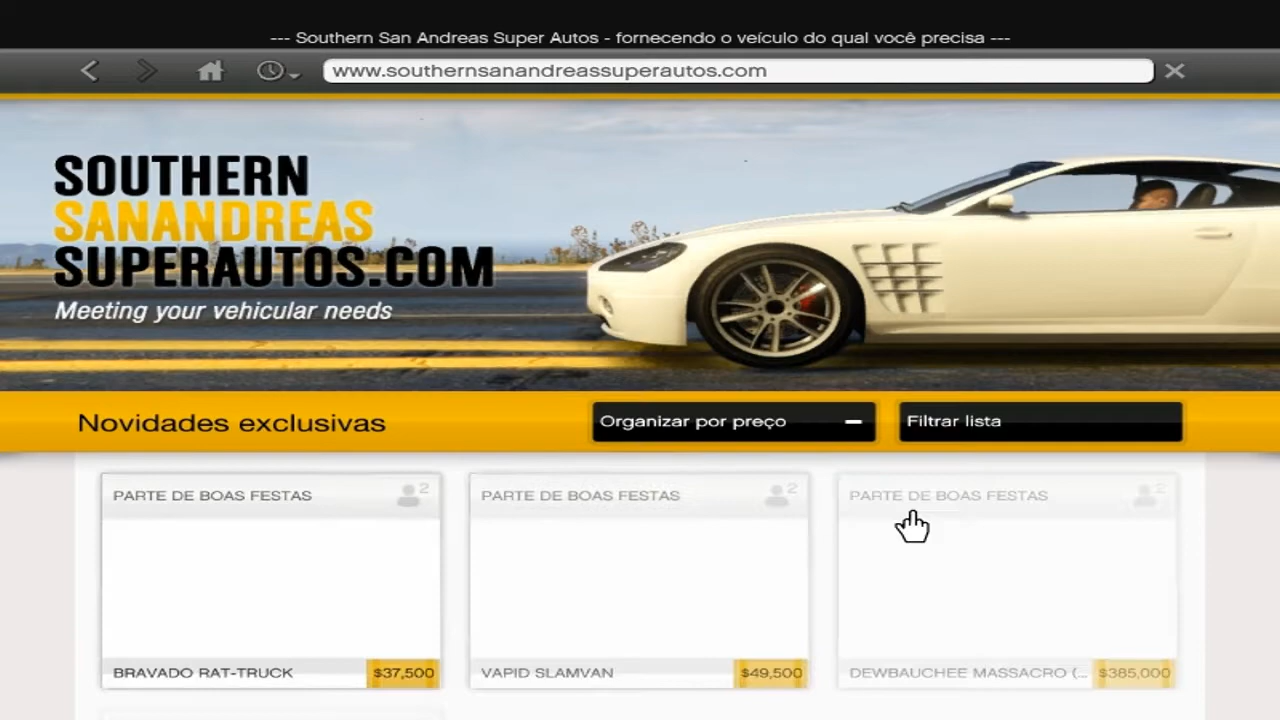 --- Southern San Andreas Super Autos - fornecendo o veículo do qual você precisa ---
www.southernsanandreassuperautos.com
SOUTHERN
SANANDREAS
SUPERAUTOS.COM
Meeting your vehicular needs
Novidades exclusivas
Organizar por preço
Filtrar lista
PARTE DE BOAS FESTAS 2
PARTE DE BOAS FESTAS 2
PARTE DE BOAS FESTAS 2
BRAVADO RAT-TRUCK $37,500
VAPID SLAMVAN $49,500
DEWBAUCHEE MASSACRO (... $385,000